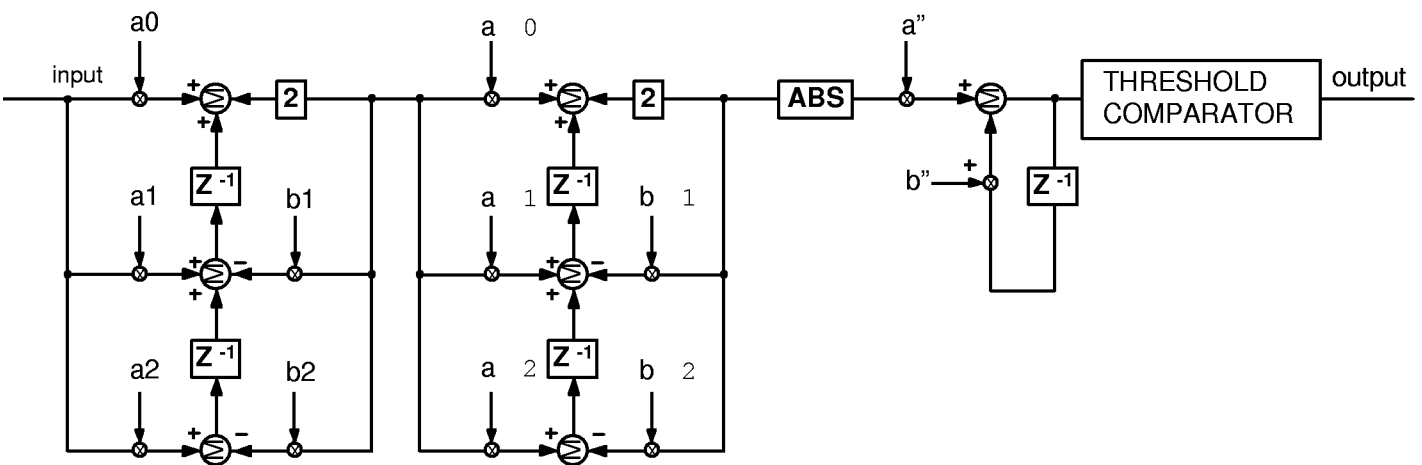 a0
a 0
a”
input
+
+
2
+
+
2
ABS
+
THRESHOLD
COMPARATOR
output
Z -1
Z -1
+
b”
Z -1
a1
b1
a 1
b 1
+
–
+
+
–
+
Z -1
Z -1
a2
b2
a 2
b 2
+
–
+
–